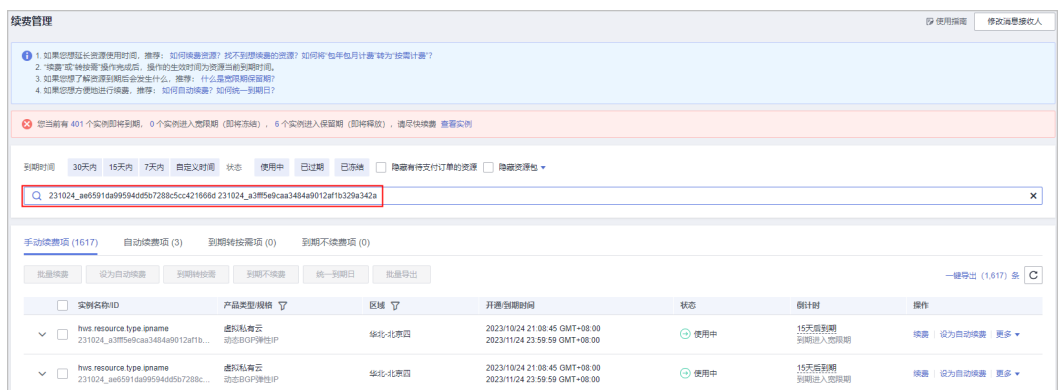 续费管理
使用指南 修改消息接收人
1. 如果您想延长资源使用时间，推荐： 如何续费资源？找不到想续费的资源？如何将“包年包月计费”转为“按需计费”？
2. “续费”或“转按需”操作完成后，操作的生效时间为资源当前到期时间。
3. 如果您想了解资源到期后会发生什么，推荐： 什么是宽限期保留期？
4. 如果您想方便地进行续费，推荐： 如何自动续费？如何统一到期日？
您当前有 401 个实例即将到期， 0 个实例进入宽限期（即将冻结）， 6 个实例进入保留期（即将释放），请尽快续费 查看实例
到期时间 30天内 15天内 7天内 自定义时间 状态 使用中 已过期 已冻结 隐藏有待支付订单的资源 隐藏资源包
231024_ae6591da99594dd5b7288c5cc421666d 231024_a3fff5e9caa3484a9012af1b329a342a
手动续费项 (1617) 自动续费项 (3) 到期转按需项 (0) 到期不续费项 (0)
批量续费 设为自动续费 到期转按需 到期不续费 统一到期日 批量导出 一键导出 (1,617) 条
实例名称/ID 产品类型/规格 区域 开通/到期时间 状态 倒计时 操作
hws.resource.type.ipname 虚拟私有云 华北-北京四 2023/10/24 21:08:45 GMT+08:00 使用中 15天后到期 续费 设为自动续费 更多
231024_a3fff5e9caa3484a9012af1b... 动态BGP弹性IP 2023/11/24 23:59:59 GMT+08:00 到期进入宽限期
hws.resource.type.ipname 虚拟私有云 华北-北京四 2023/10/24 21:08:45 GMT+08:00 使用中 15天后到期 续费 设为自动续费 更多
231024_ae6591da99594dd5b7288c... 动态BGP弹性IP 2023/11/24 23:59:59 GMT+08:00 到期进入宽限期